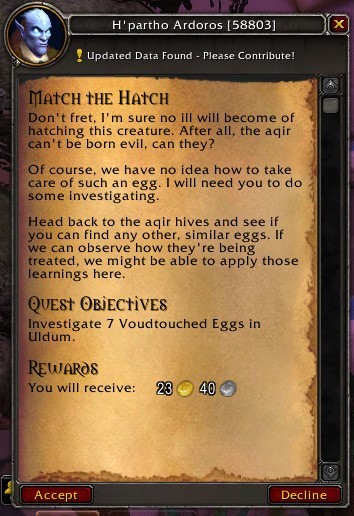 H'partho Ardoros [58803]
Updated Data Found - Please Contribute!
Match the Hatch
Don't fret, I'm sure no ill will become of
hatching this creature. After all, the aqir
can't be born evil, can they?
Of course, we have no idea how to take
care of such an egg. I will need you to do
some investigating.
Head back to the aqir hives and see if
you can find any other, similar eggs. If
we can observe how they're being
treated, we might be able to apply those
learnings here.
Quest Objectives
Investigate 7 Voudtouched Eggs in
Uldum.
Rewards
You will receive: 23 40
Accept Decline